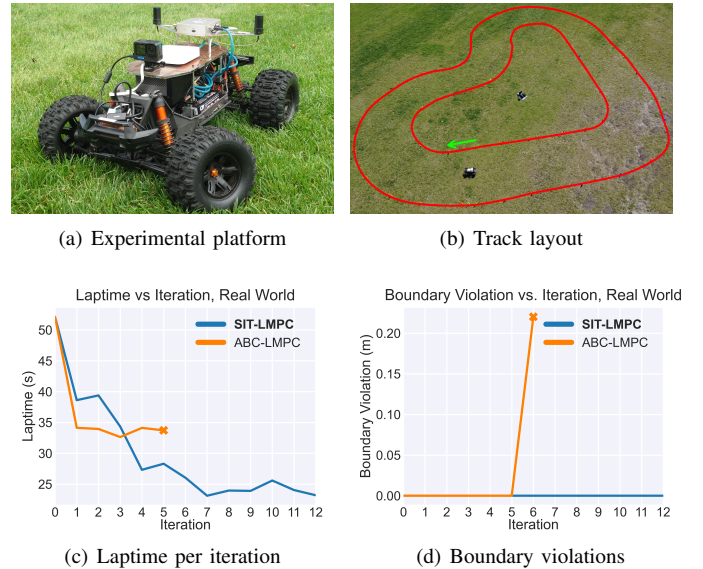 (a) Experimental platform
(b) Track layout
Laptime vs Iteration, Real World
50
45
40
35
30
25
Laptime (s)
0 1 2 3 4 5 6 7 8 9 10 11 12
Iteration
SIT-LMPC
ABC-LMPC
(c) Laptime per iteration
Boundary Violation vs. Iteration, Real World
0.20
0.15
0.10
0.05
0.00
Boundary Violation (m)
0 1 2 3 4 5 6 7 8 9 10 11 12
Iteration
SIT-LMPC
ABC-LMPC
(d) Boundary violations